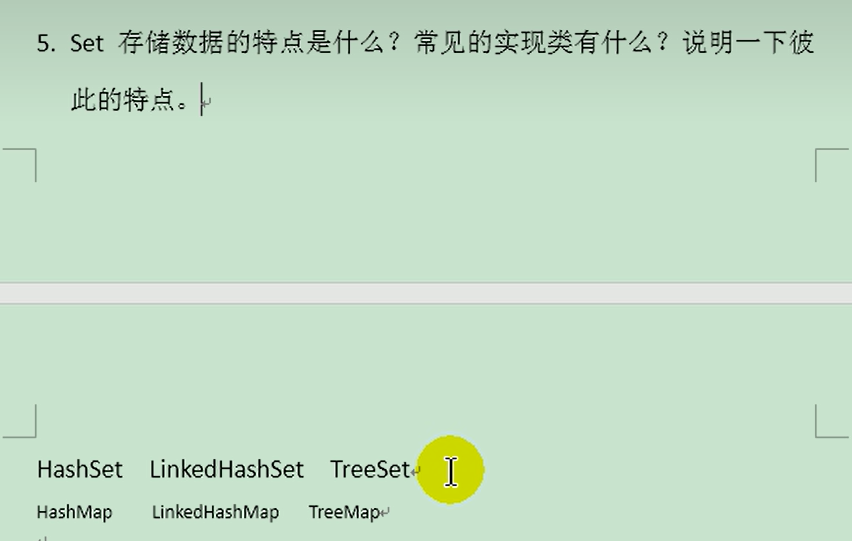 5. Set 存储数据的特点是什么？常见的实现类有什么？说明一下彼
此的特点。
HashSet LinkedHashSet TreeSet
HashMap LinkedHashMap TreeMap